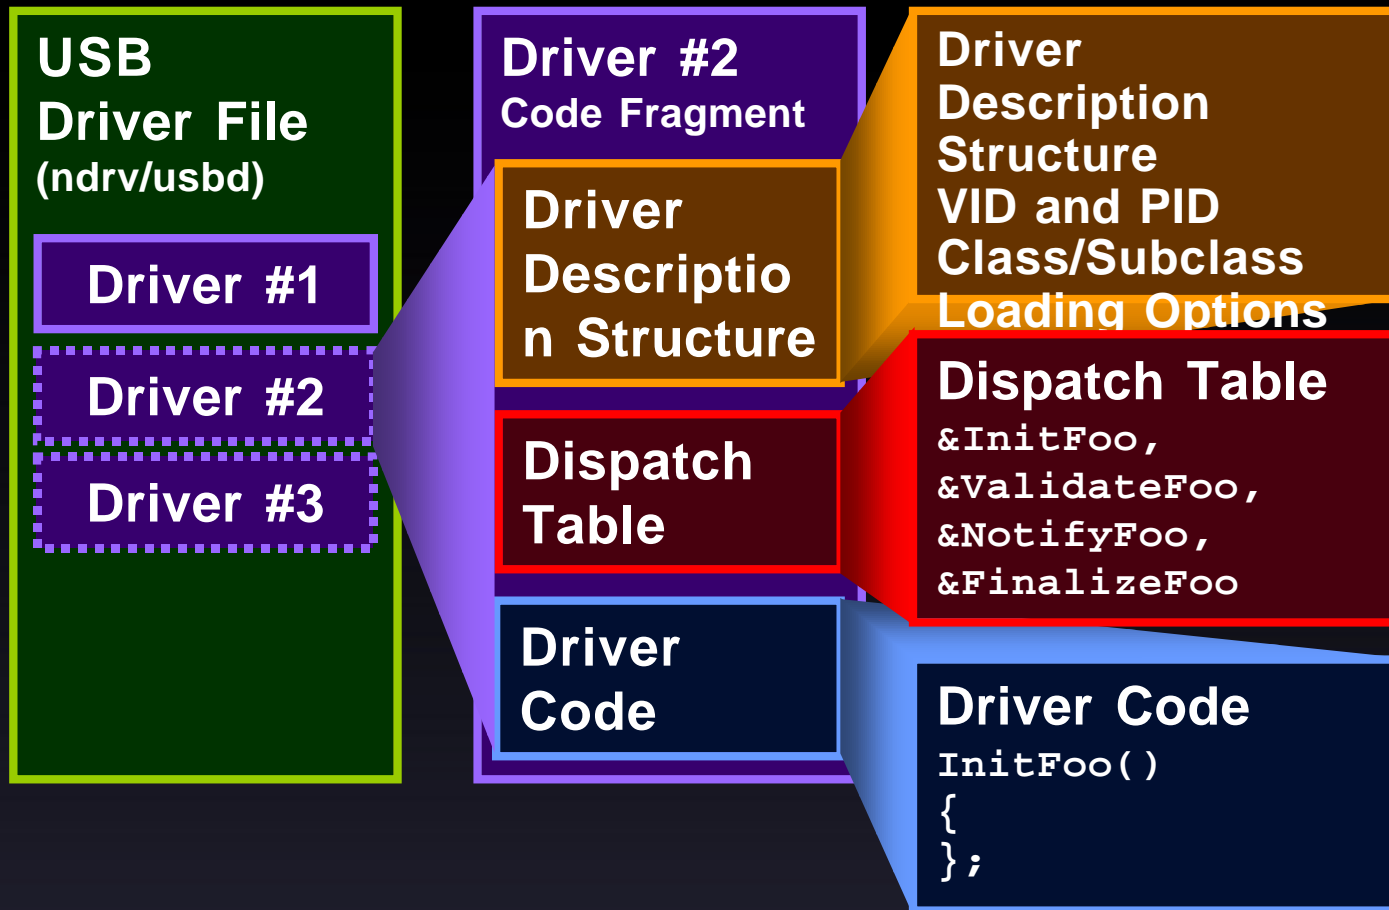 USB
Driver File
(ndrv/usbd)
Driver #1
Driver #2
Driver #3
Driver #2
Code Fragment
Driver
Descriptio
n Structure
Dispatch
Table
Driver
Code
Driver
Description
Structure
VID and PID
Class/Subclass
Loading Options
Dispatch Table
&InitFoo,
&ValidateFoo,
&NotifyFoo,
&FinalizeFoo
Driver Code
InitFoo()
{
};